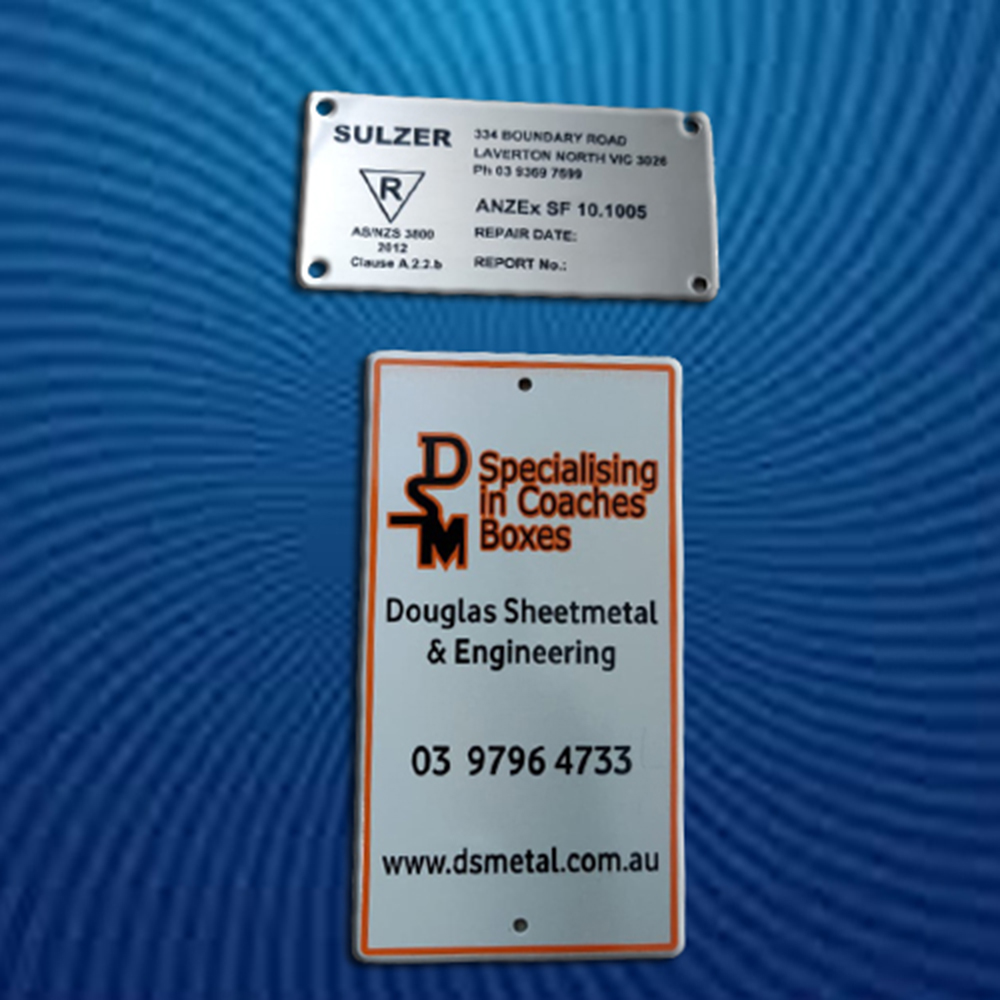 SULZER
R
AS/NZS 3800
2012
Clause A.2.2.b
334 BOUNDARY ROAD
LAVERTON NORTH VIC 3026
Ph 03 9369 7699
ANZEx SF 10.1005
REPAIR DATE:
REPORT No.:
DSM
Specialising
in Coaches
Boxes
Douglas Sheetmetal
& Engineering
03 9796 4733
www.dsmetal.com.au